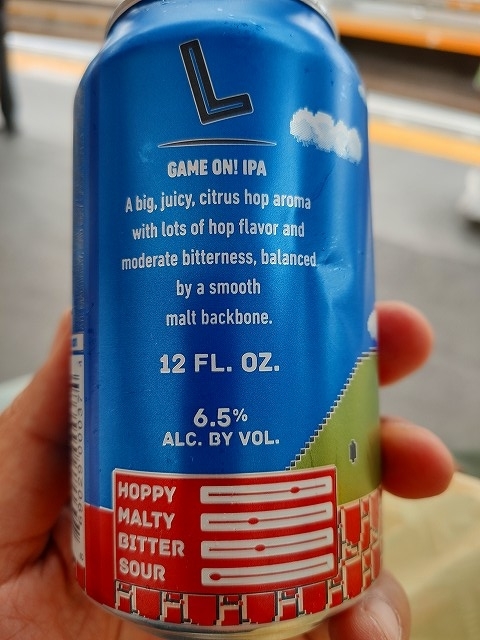 L
GAME ON! IPA
A big, juicy, citrus hop aroma
with lots of hop flavor and
moderate bitterness, balanced
by a smooth
malt backbone.
12 FL. OZ.
6.5%
ALC. BY VOL.
HOPPY
MALTY
BITTER
SOUR